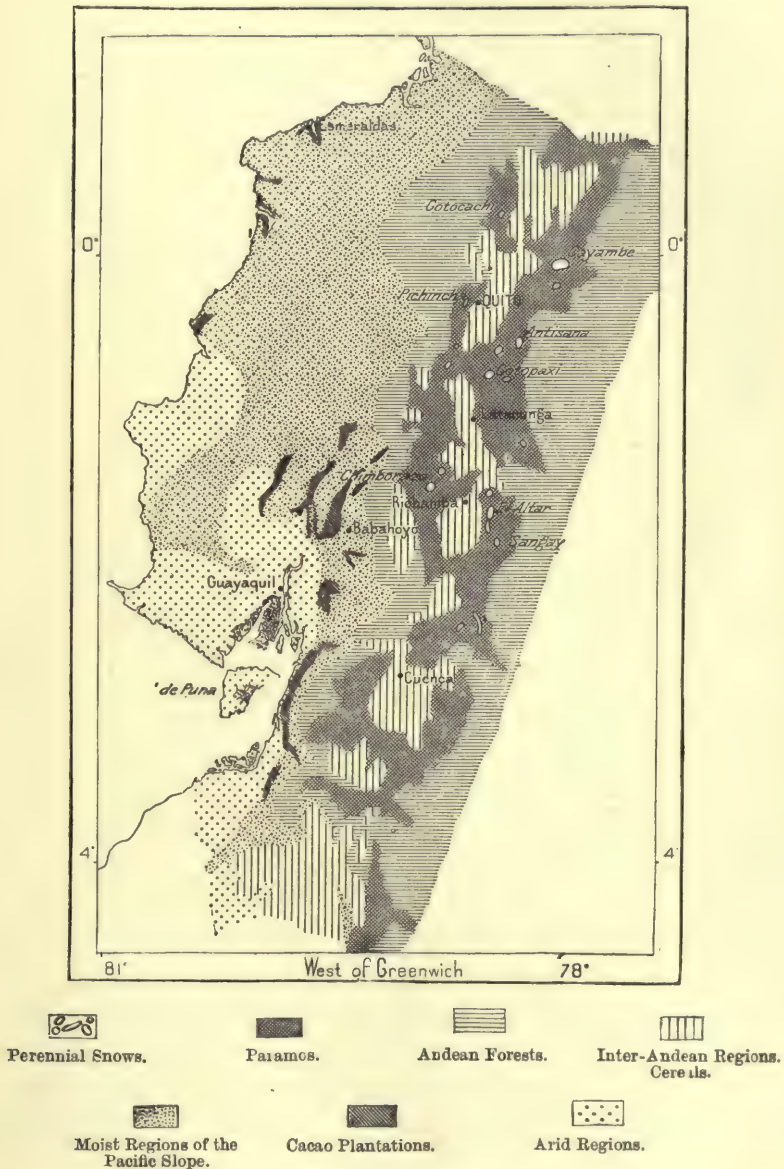 Esmeraldas
Cotocachi
0°
0°
Cayambe
Pichincha
QUITO
Antisana
Cotopaxi
Latacunga
Chimborazo
Riobamba
Altar
Babahoyo
Sangay
Guayaquil
de Puna
Cuenca
4°
4°
81°
West of Greenwich
78°
Perennial Snows.
Paramos.
Andean Forests.
Inter-Andean Regions.
Cereals.
Moist Regions of the
Pacific Slope.
Cacao Plantations.
Arid Regions.